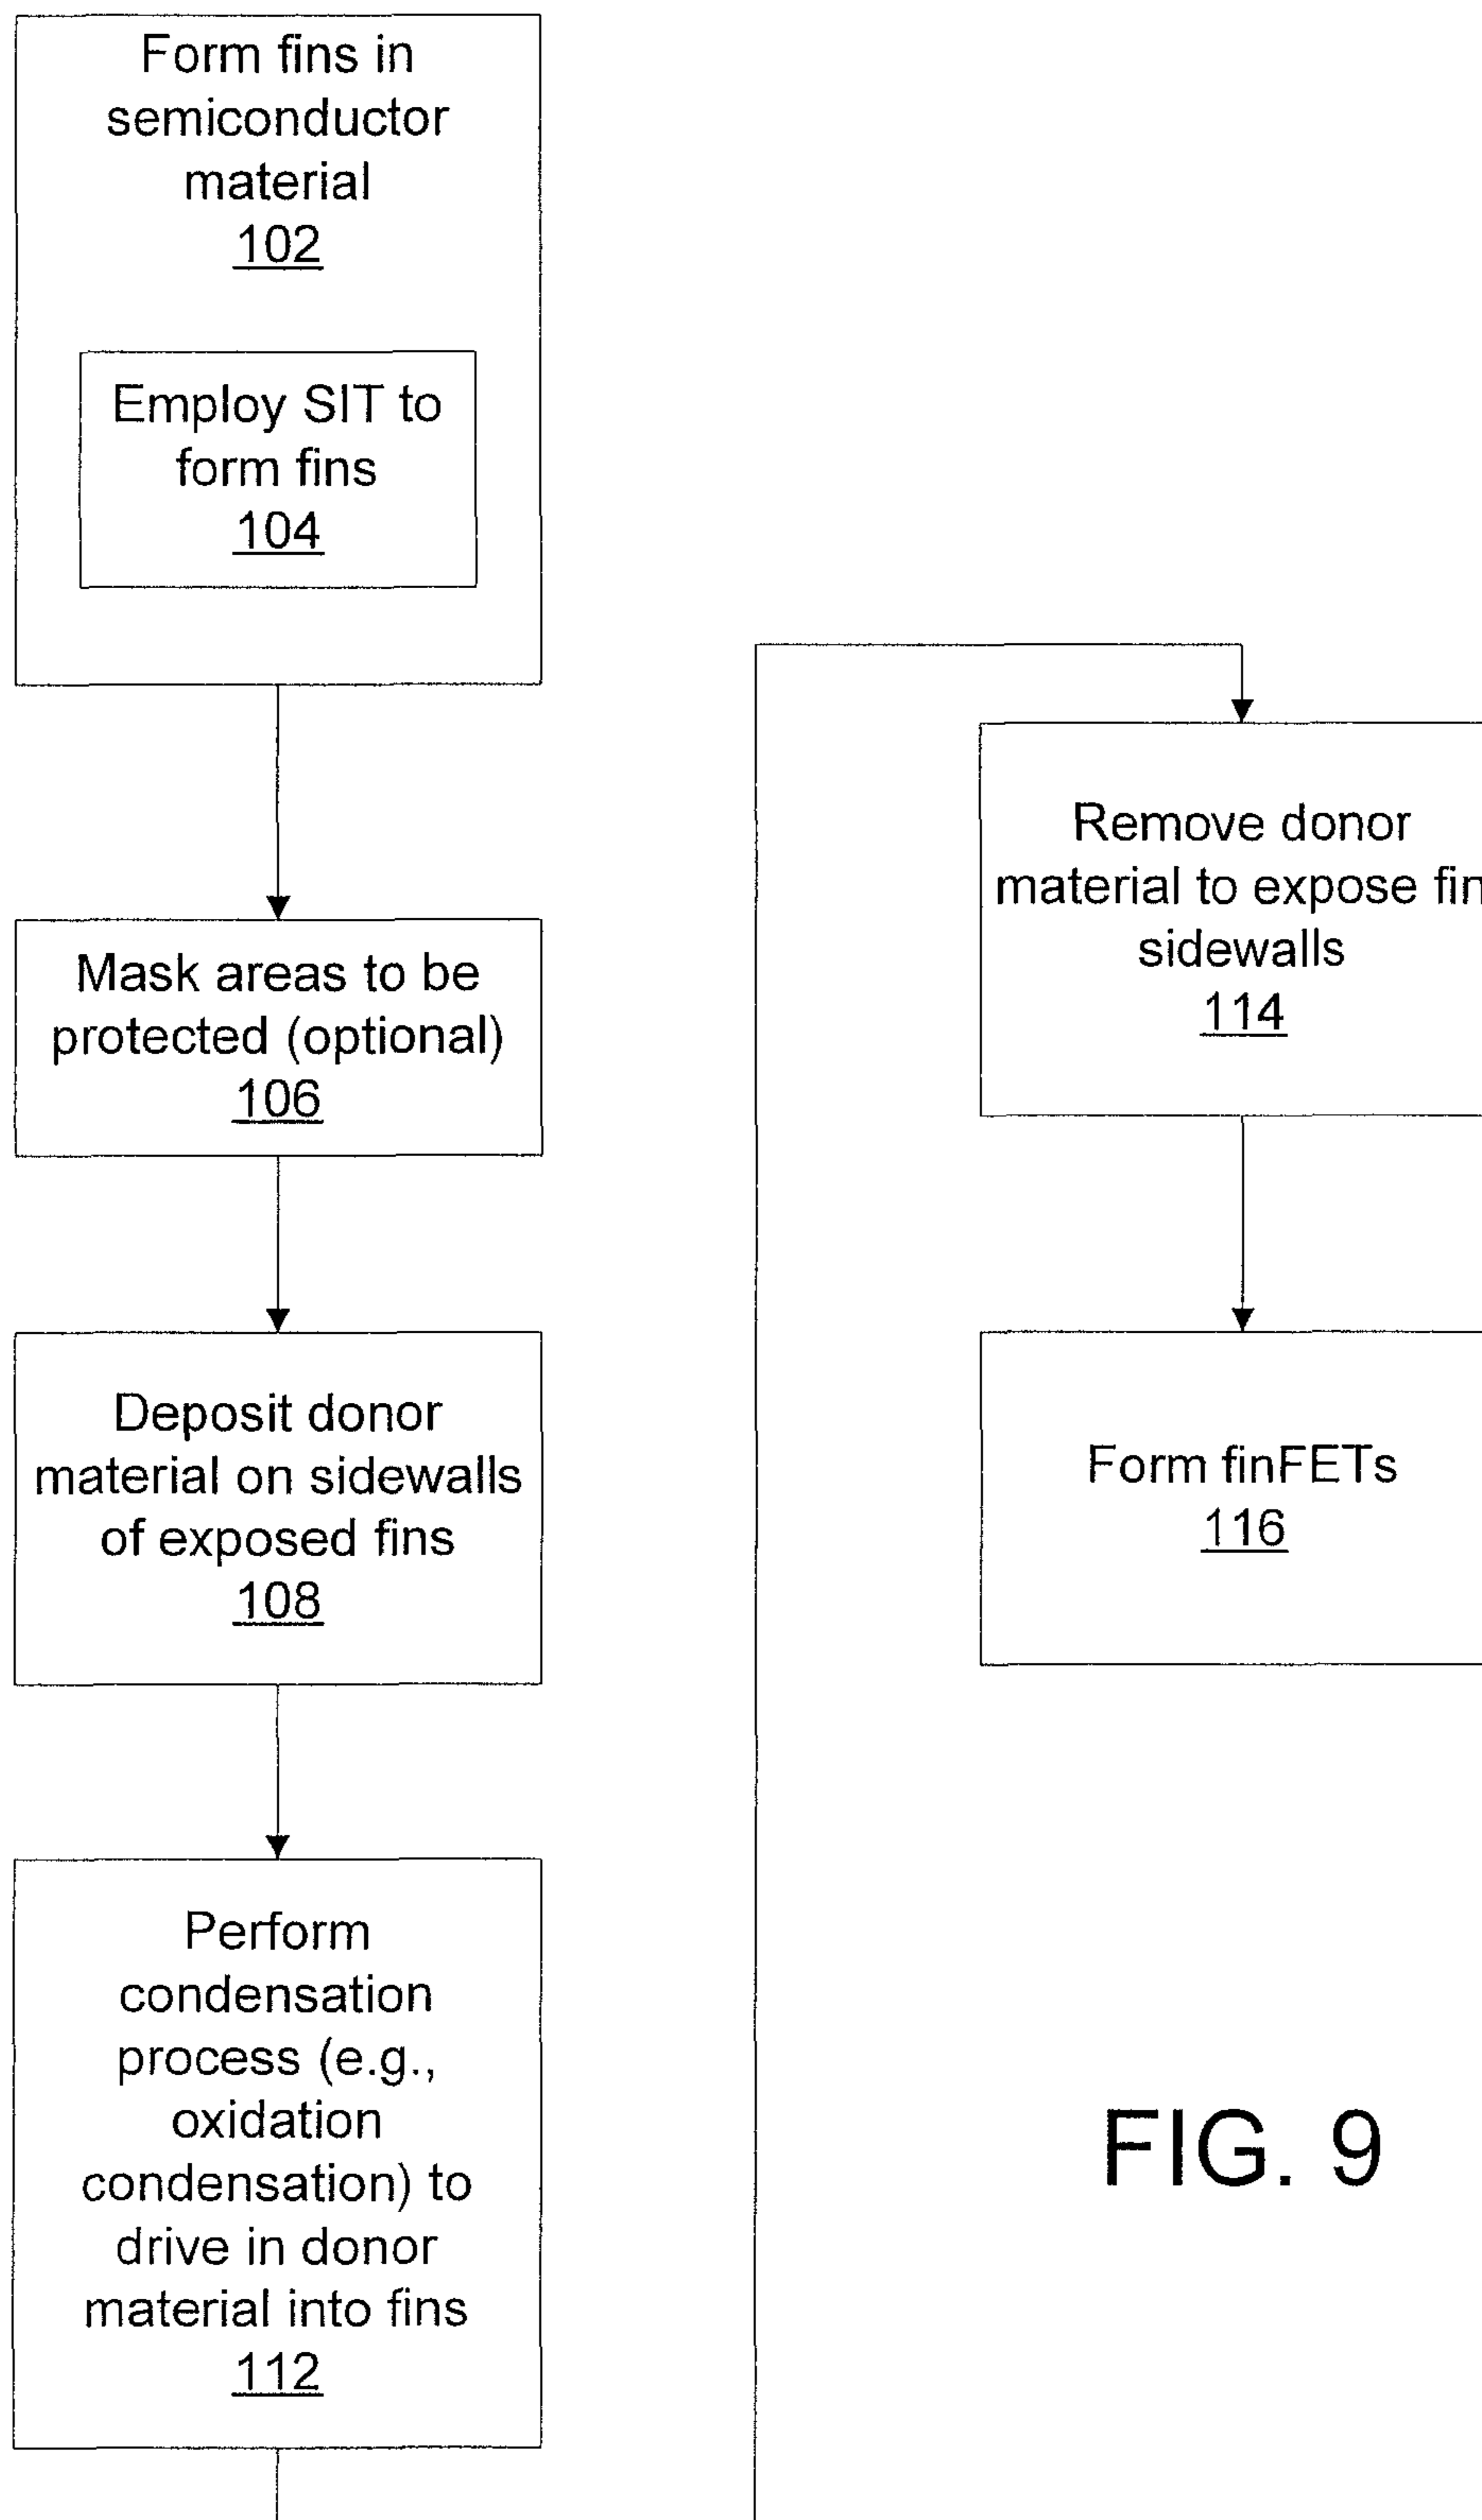 Form fins in
semiconductor
material
102
Employ SIT to
form fins
104
Mask areas to be
protected (optional)
106
Deposit donor
material on sidewalls
of exposed fins
108
Perform
condensation
process (e.g.,
oxidation
condensation) to
drive in donor
material into fins
112
Remove donor
material to expose fin
sidewalls
114
Form finFETs
116
FIG. 9